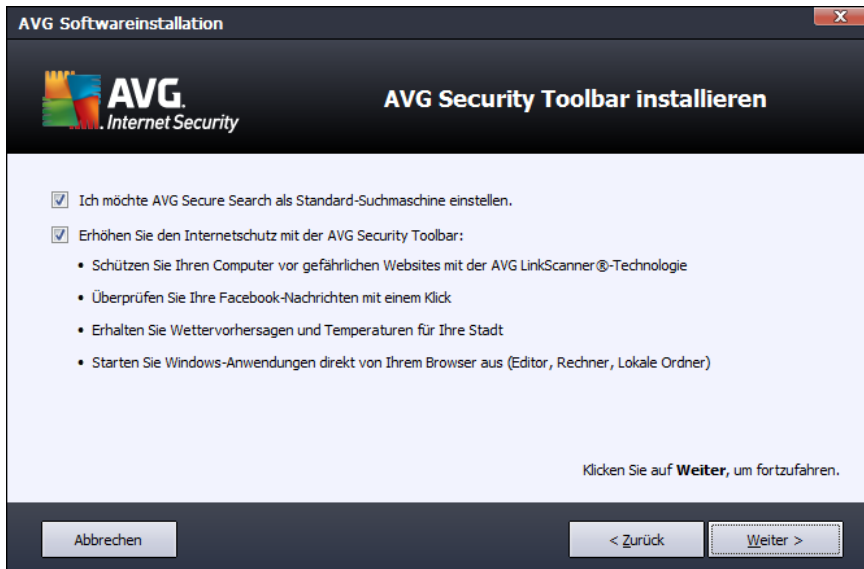 AVG Softwareinstallation
AVG.
Internet Security
AVG Security Toolbar installieren
Ich möchte AVG Secure Search als Standard-Suchmaschine einstellen.
Erhöhen Sie den Internetschutz mit der AVG Security Toolbar:
• Schützen Sie Ihren Computer vor gefährlichen Websites mit der AVG LinkScanner®-Technologie
• Überprüfen Sie Ihre Facebook-Nachrichten mit einem Klick
• Erhalten Sie Wettervorhersagen und Temperaturen für Ihre Stadt
• Starten Sie Windows-Anwendungen direkt von Ihrem Browser aus (Editor, Rechner, Lokale Ordner)
Klicken Sie auf Weiter, um fortzufahren.
Abbrechen
< Zurück
Weiter >